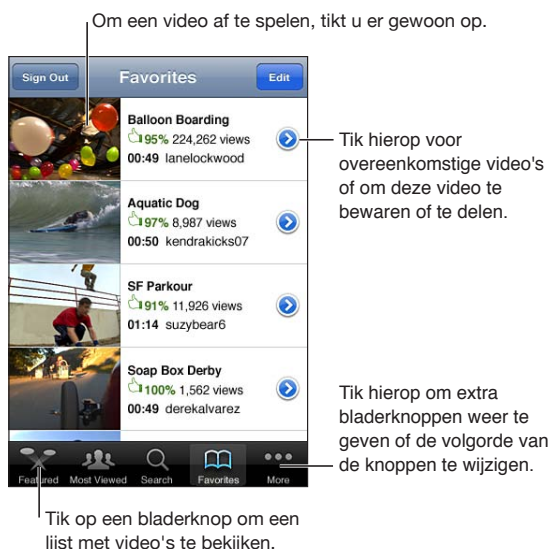 Om een video af te spelen, tikt u er gewoon op.
Sign Out
Favorites
Edit
Balloon Boarding
95% 224,262 views
00:49 lanelockwood
Tik hierop voor
overeenkomstige video's
of om deze video te
bewaren of te delen.
Aquatic Dog
97% 8,987 views
00:50 kendrakicks07
SF Parkour
91% 11,926 views
01:14 suzybear6
Soap Box Derby
100% 1,562 views
00:49 derekalvarez
Tik hierop om extra
bladerknoppen weer te
geven of de volgorde van
de knoppen te wijzigen.
Featured
Most Viewed
Search
Favorites
More
Tik op een bladerknop om een
lijst met video's te bekijken.